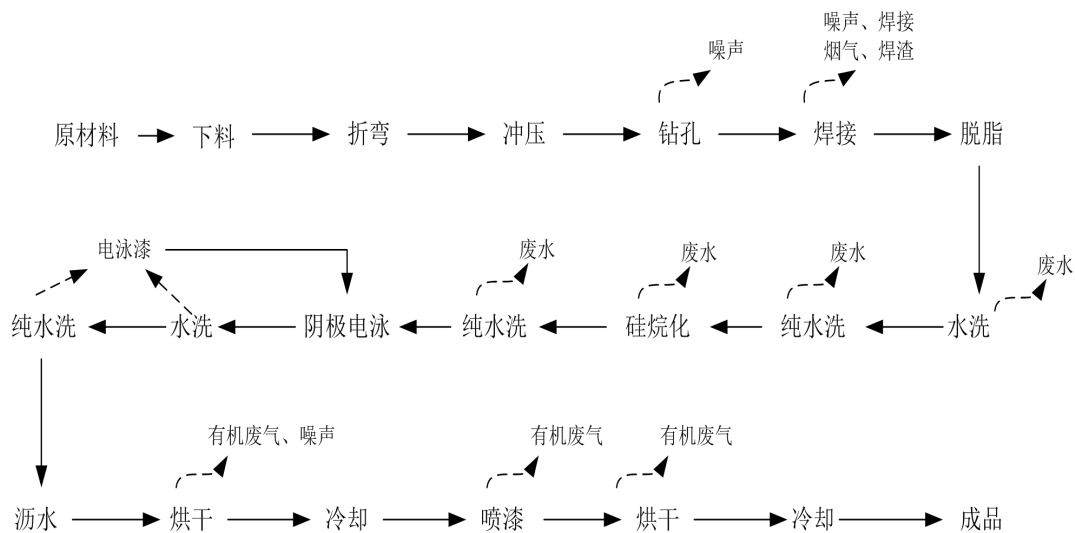 噪声、焊接
烟气、焊渣
噪声
原材料
下料
折弯
冲压
钻孔
焊接
脱脂
电泳漆
废水
废水
废水
废水
纯水洗
水洗
阴极电泳
纯水洗
硅烷化
纯水洗
水洗
有机废气、噪声
有机废气
有机废气
沥水
烘干
冷却
喷漆
烘干
冷却
成品